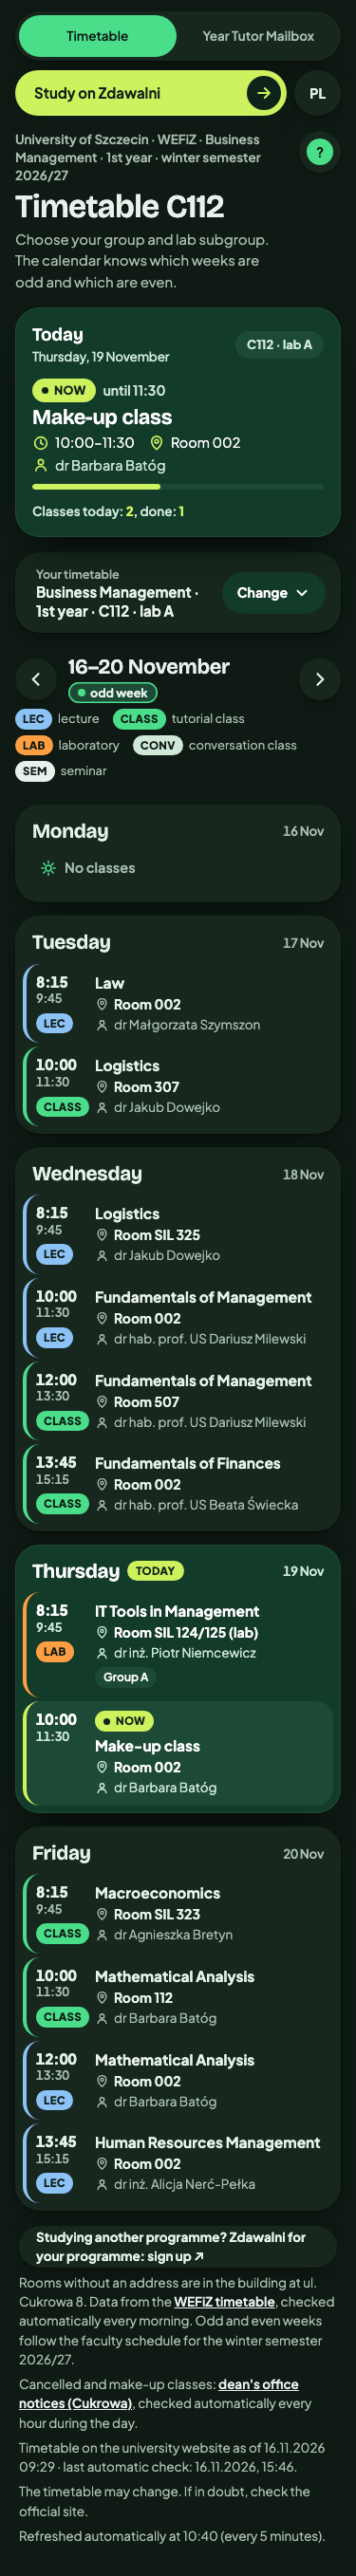 Timetable
Year Tutor Mailbox
Study on Zdawalni
PL
University of Szczecin · WEFiZ · Business
Management · 1st year · winter semester
2026/27
?
Timetable C112
Choose your group and lab subgroup.
The calendar knows which weeks are
odd and which are even.
Today
Thursday, 19 November
C112 · lab A
NOW until 11:30
Make-up class
10:00–11:30 Room 002
dr Barbara Batóg
Classes today: 2, done: 1
Your timetable
Business Management ·
1st year · C112 · lab A
Change
16–20 November
odd week
LEC lecture CLASS tutorial class
LAB laboratory CONV conversation class
SEM seminar
Monday 16 Nov
No classes
Tuesday 17 Nov
8:15 Law
9:45 Room 002
LEC dr Małgorzata Szymszon
10:00 Logistics
11:30 Room 307
CLASS dr Jakub Dowejko
Wednesday 18 Nov
8:15 Logistics
9:45 Room SIL 325
LEC dr Jakub Dowejko
10:00 Fundamentals of Management
11:30 Room 002
LEC dr hab. prof. US Dariusz Milewski
12:00 Fundamentals of Management
13:30 Room 507
CLASS dr hab. prof. US Dariusz Milewski
13:45 Fundamentals of Finances
15:15 Room 002
CLASS dr hab. prof. US Beata Świecka
Thursday TODAY 19 Nov
8:15 IT Tools in Management
9:45 Room SIL 124/125 (lab)
LAB dr inż. Piotr Niemcewicz
Group A
10:00 NOW
11:30
Make-up class
Room 002
dr Barbara Batóg
Friday 20 Nov
8:15 Macroeconomics
9:45 Room SIL 323
CLASS dr Agnieszka Bretyn
10:00 Mathematical Analysis
11:30 Room 112
CLASS dr Barbara Batóg
12:00 Mathematical Analysis
13:30 Room 002
LEC dr Barbara Batóg
13:45 Human Resources Management
15:15 Room 002
LEC dr inż. Alicja Nerć-Pełka
Studying another programme? Zdawalni for
your programme: sign up ↗
Rooms without an address are in the building at ul.
Cukrowa 8. Data from the WEFiZ timetable, checked
automatically every morning. Odd and even weeks
follow the faculty schedule for the winter semester
2026/27.
Cancelled and make-up classes: dean's office
notices (Cukrowa), checked automatically every
hour during the day.
Timetable on the university website as of 16.11.2026
09:29 · last automatic check: 16.11.2026, 15:46.
The timetable may change. If in doubt, check the
official site.
Refreshed automatically at 10:40 (every 5 minutes).